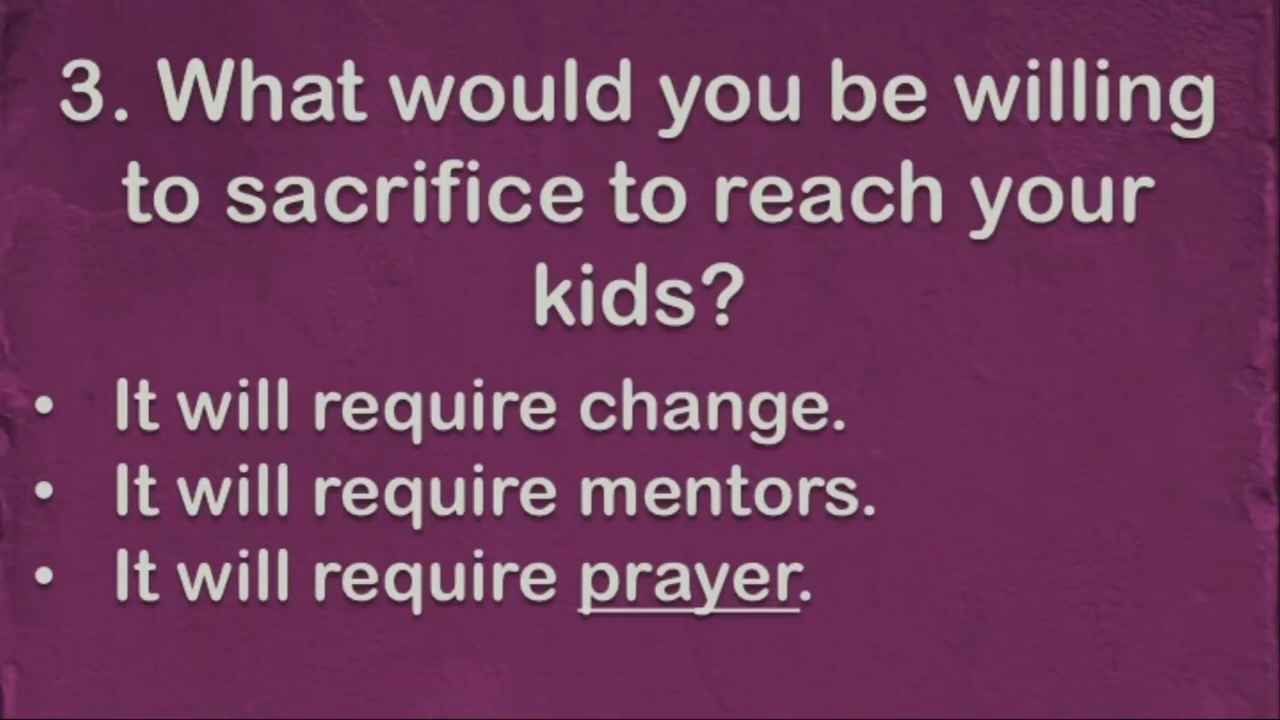 3. What would you be willing
to sacrifice to reach your
kids?
• It will require change.
• It will require mentors.
• It will require prayer.